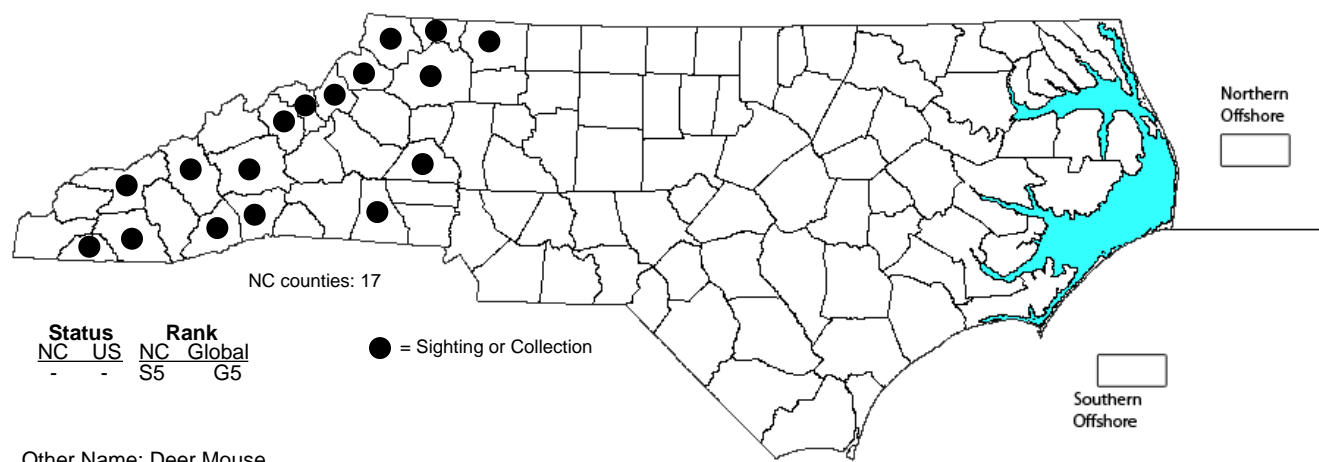 Northern
Offshore
NC counties: 17
Status Rank
NC US NC Global
- - S5 G5
= Sighting or Collection
Southern
Offshore
Other Name: Deer Mouse